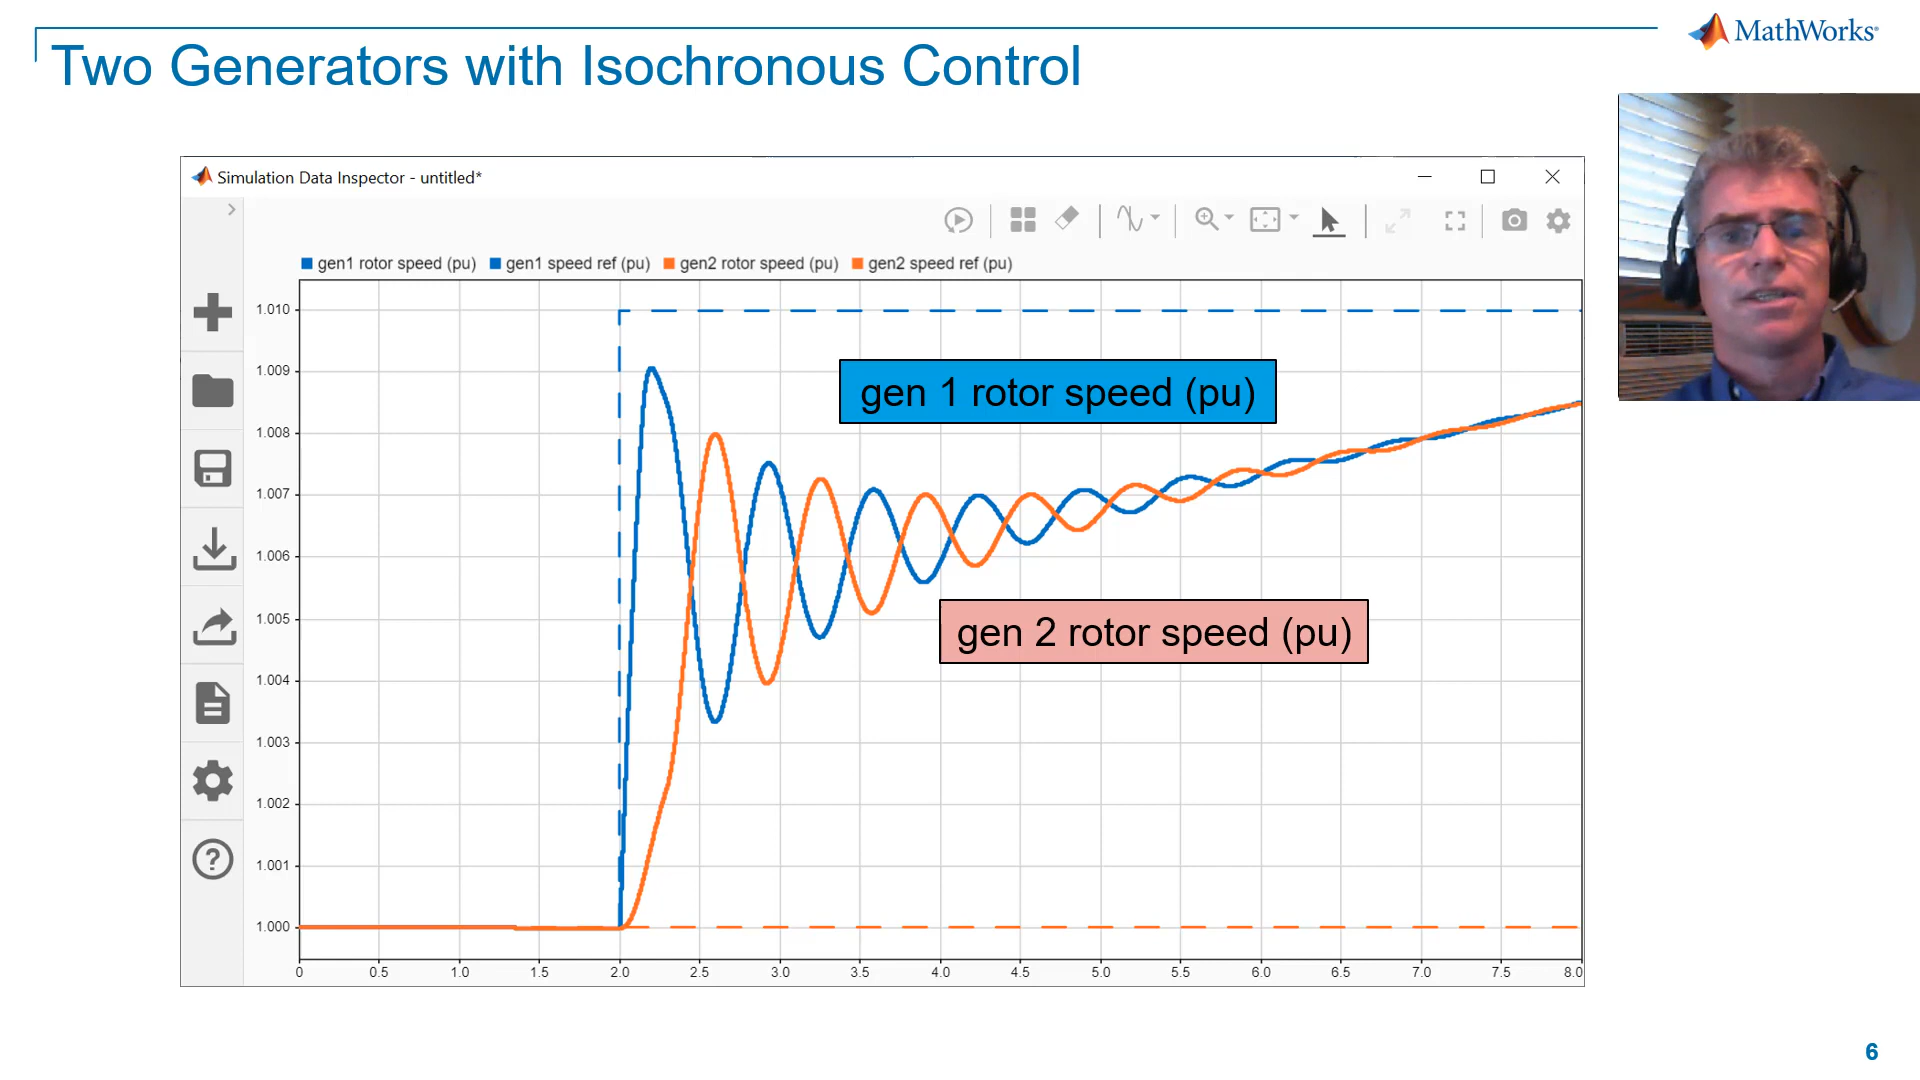 Two Generators with Isochronous Control
MathWorks®
Simulation Data Inspector - untitled*
gen1 rotor speed (pu) gen1 speed ref (pu) gen2 rotor speed (pu) gen2 speed ref (pu)
1.010
1.009
gen 1 rotor speed (pu)
1.008
1.007
1.006
1.005
gen 2 rotor speed (pu)
1.004
1.003
1.002
1.001
1.000
0 0.5 1.0 1.5 2.0 2.5 3.0 3.5 4.0 4.5 5.0 5.5 6.0 6.5 7.0 7.5 8.0
6